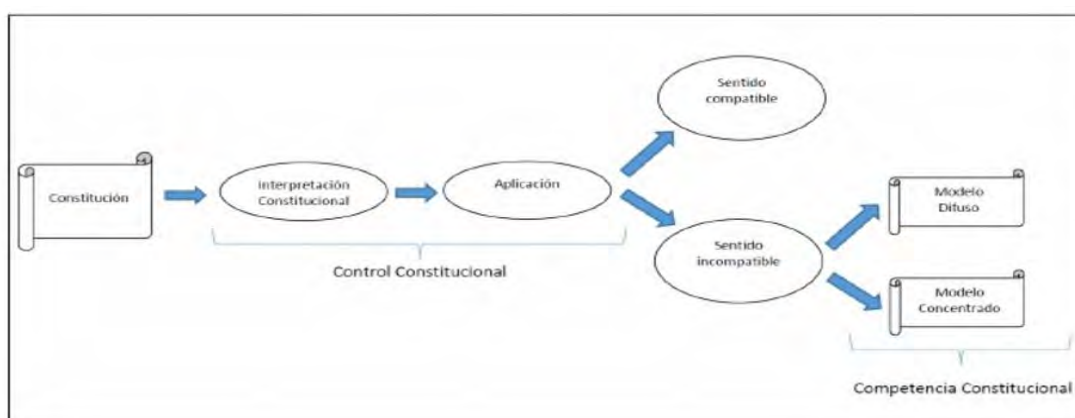 Constitución
Interpretación
Constitucional
Aplicación
Control Constitucional
Sentido
compatible
Sentido
incompatible
Modelo
Difuso
Modelo
Concentrado
Competencia Constitucional